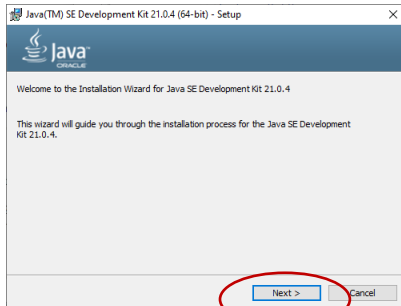 Java(TM) SE Development Kit 21.0.4 (64-bit) - Setup
Java™
ORACLE
Welcome to the Installation Wizard for Java SE Development Kit 21.0.4
This wizard will guide you through the installation process for the Java SE Development
Kit 21.0.4.
Next >
Cancel